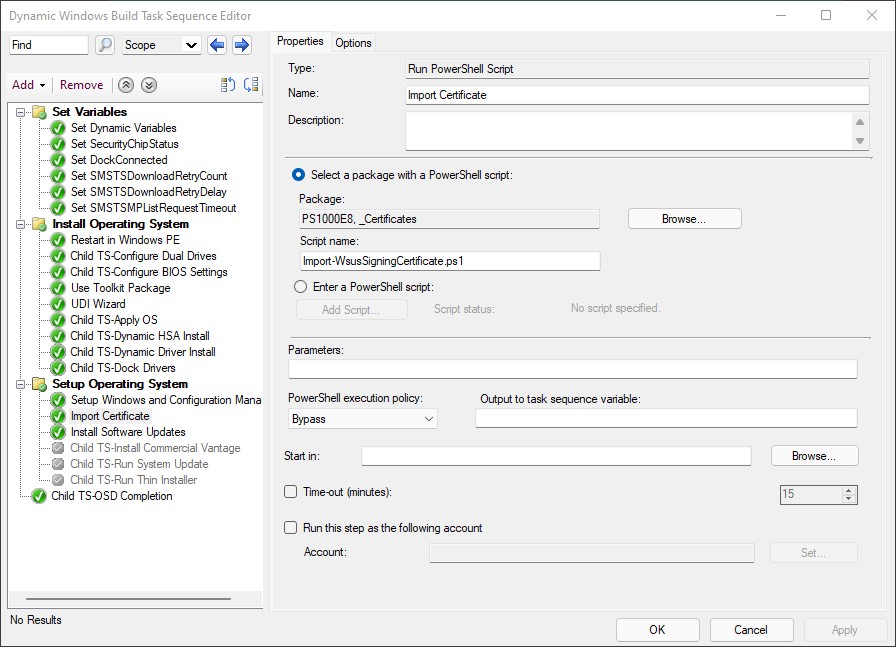 Dynamic Windows Build Task Sequence Editor
Find
Scope
Add
Remove
Set Variables
Set Dynamic Variables
Set SecurityChipStatus
Set DockConnected
Set SMSTSDownloadRetryCount
Set SMSTSDownloadRetryDelay
Set SMSTSMPListRequestTimeout
Install Operating System
Restart in Windows PE
Child TS-Configure Dual Drives
Child TS-Configure BIOS Settings
Use Toolkit Package
UDI Wizard
Child TS-Apply OS
Child TS-Dynamic HSA Install
Child TS-Dynamic Driver Install
Child TS-Dock Drivers
Setup Operating System
Setup Windows and Configuration Mana
Import Certificate
Install Software Updates
Child TS-Install Commercial Vantage
Child TS-Run System Update
Child TS-Run Thin Installer
Child TS-OSD Completion
No Results
Properties
Options
Type:
Run PowerShell Script
Name:
Import Certificate
Description:
Select a package with a PowerShell script:
Package:
PS1000E8, _Certificates
Browse...
Script name:
Import-WsusSigningCertificate.ps1
Enter a PowerShell script:
Add Script...
Script status:
No script specified.
Parameters:
PowerShell execution policy:
Output to task sequence variable:
Bypass
Start in:
Browse...
Time-out (minutes):
15
Run this step as the following account
Account:
Set...
OK
Cancel
Apply